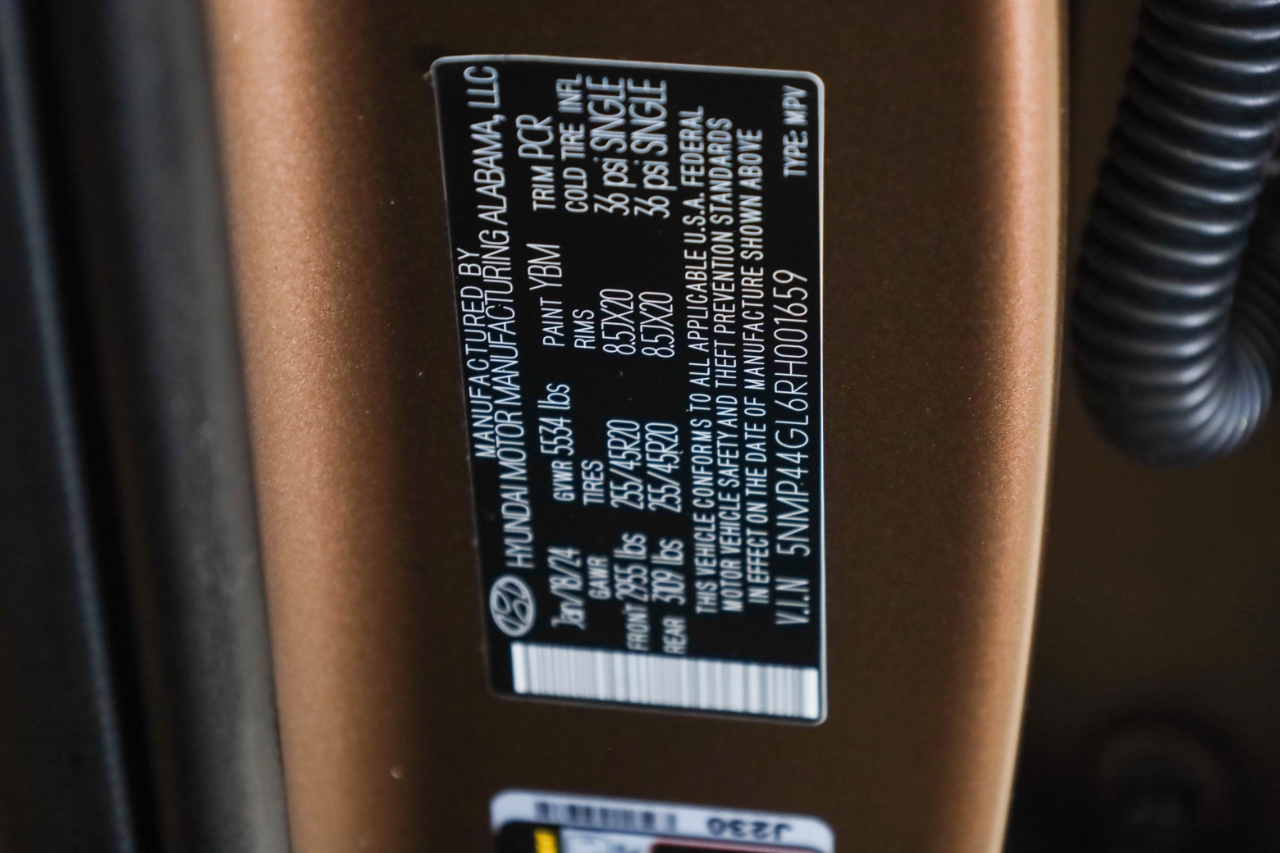 MANUFACTURED BY
HYUNDAI MOTOR MANUFACTURING ALABAMA, LLC
Jan/18/24 GVWR 5534 lbs PAINT YBM TRIM PCR
GAWR TIRES RIMS COLD TIRE INFL
FRONT 2955 lbs 255/45R20 8.5JX20 36 psi SINGLE
REAR 3109 lbs 255/45R20 8.5JX20 36 psi SINGLE
THIS VEHICLE CONFORMS TO ALL APPLICABLE U.S.A. FEDERAL
MOTOR VEHICLE SAFETY AND THEFT PREVENTION STANDARDS
IN EFFECT ON THE DATE OF MANUFACTURE SHOWN ABOVE
V.I.N 5NMP44GL6RH001659 TYPE: MPV
J230